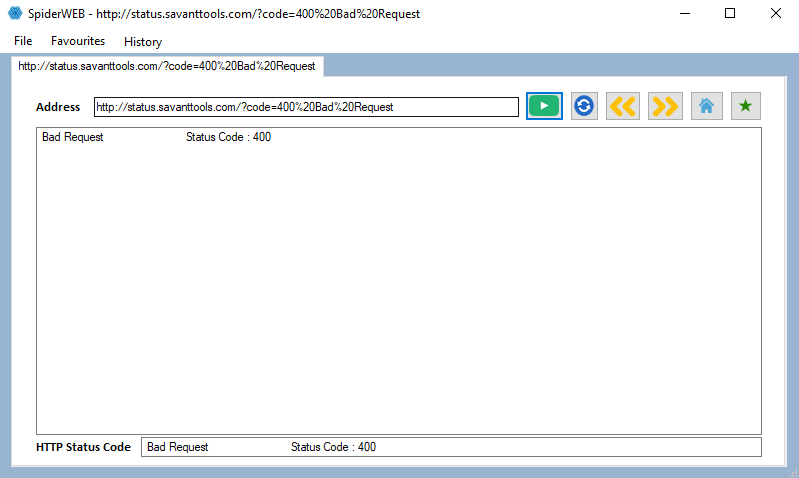 SpiderWEB - http://status.savanttools.com/?code=400%20Bad%20Request
File Favourites History
http://status.savanttools.com/?code=400%20Bad%20Request
Address http://status.savanttools.com/?code=400%20Bad%20Request
Bad Request Status Code : 400
HTTP Status Code Bad Request Status Code : 400